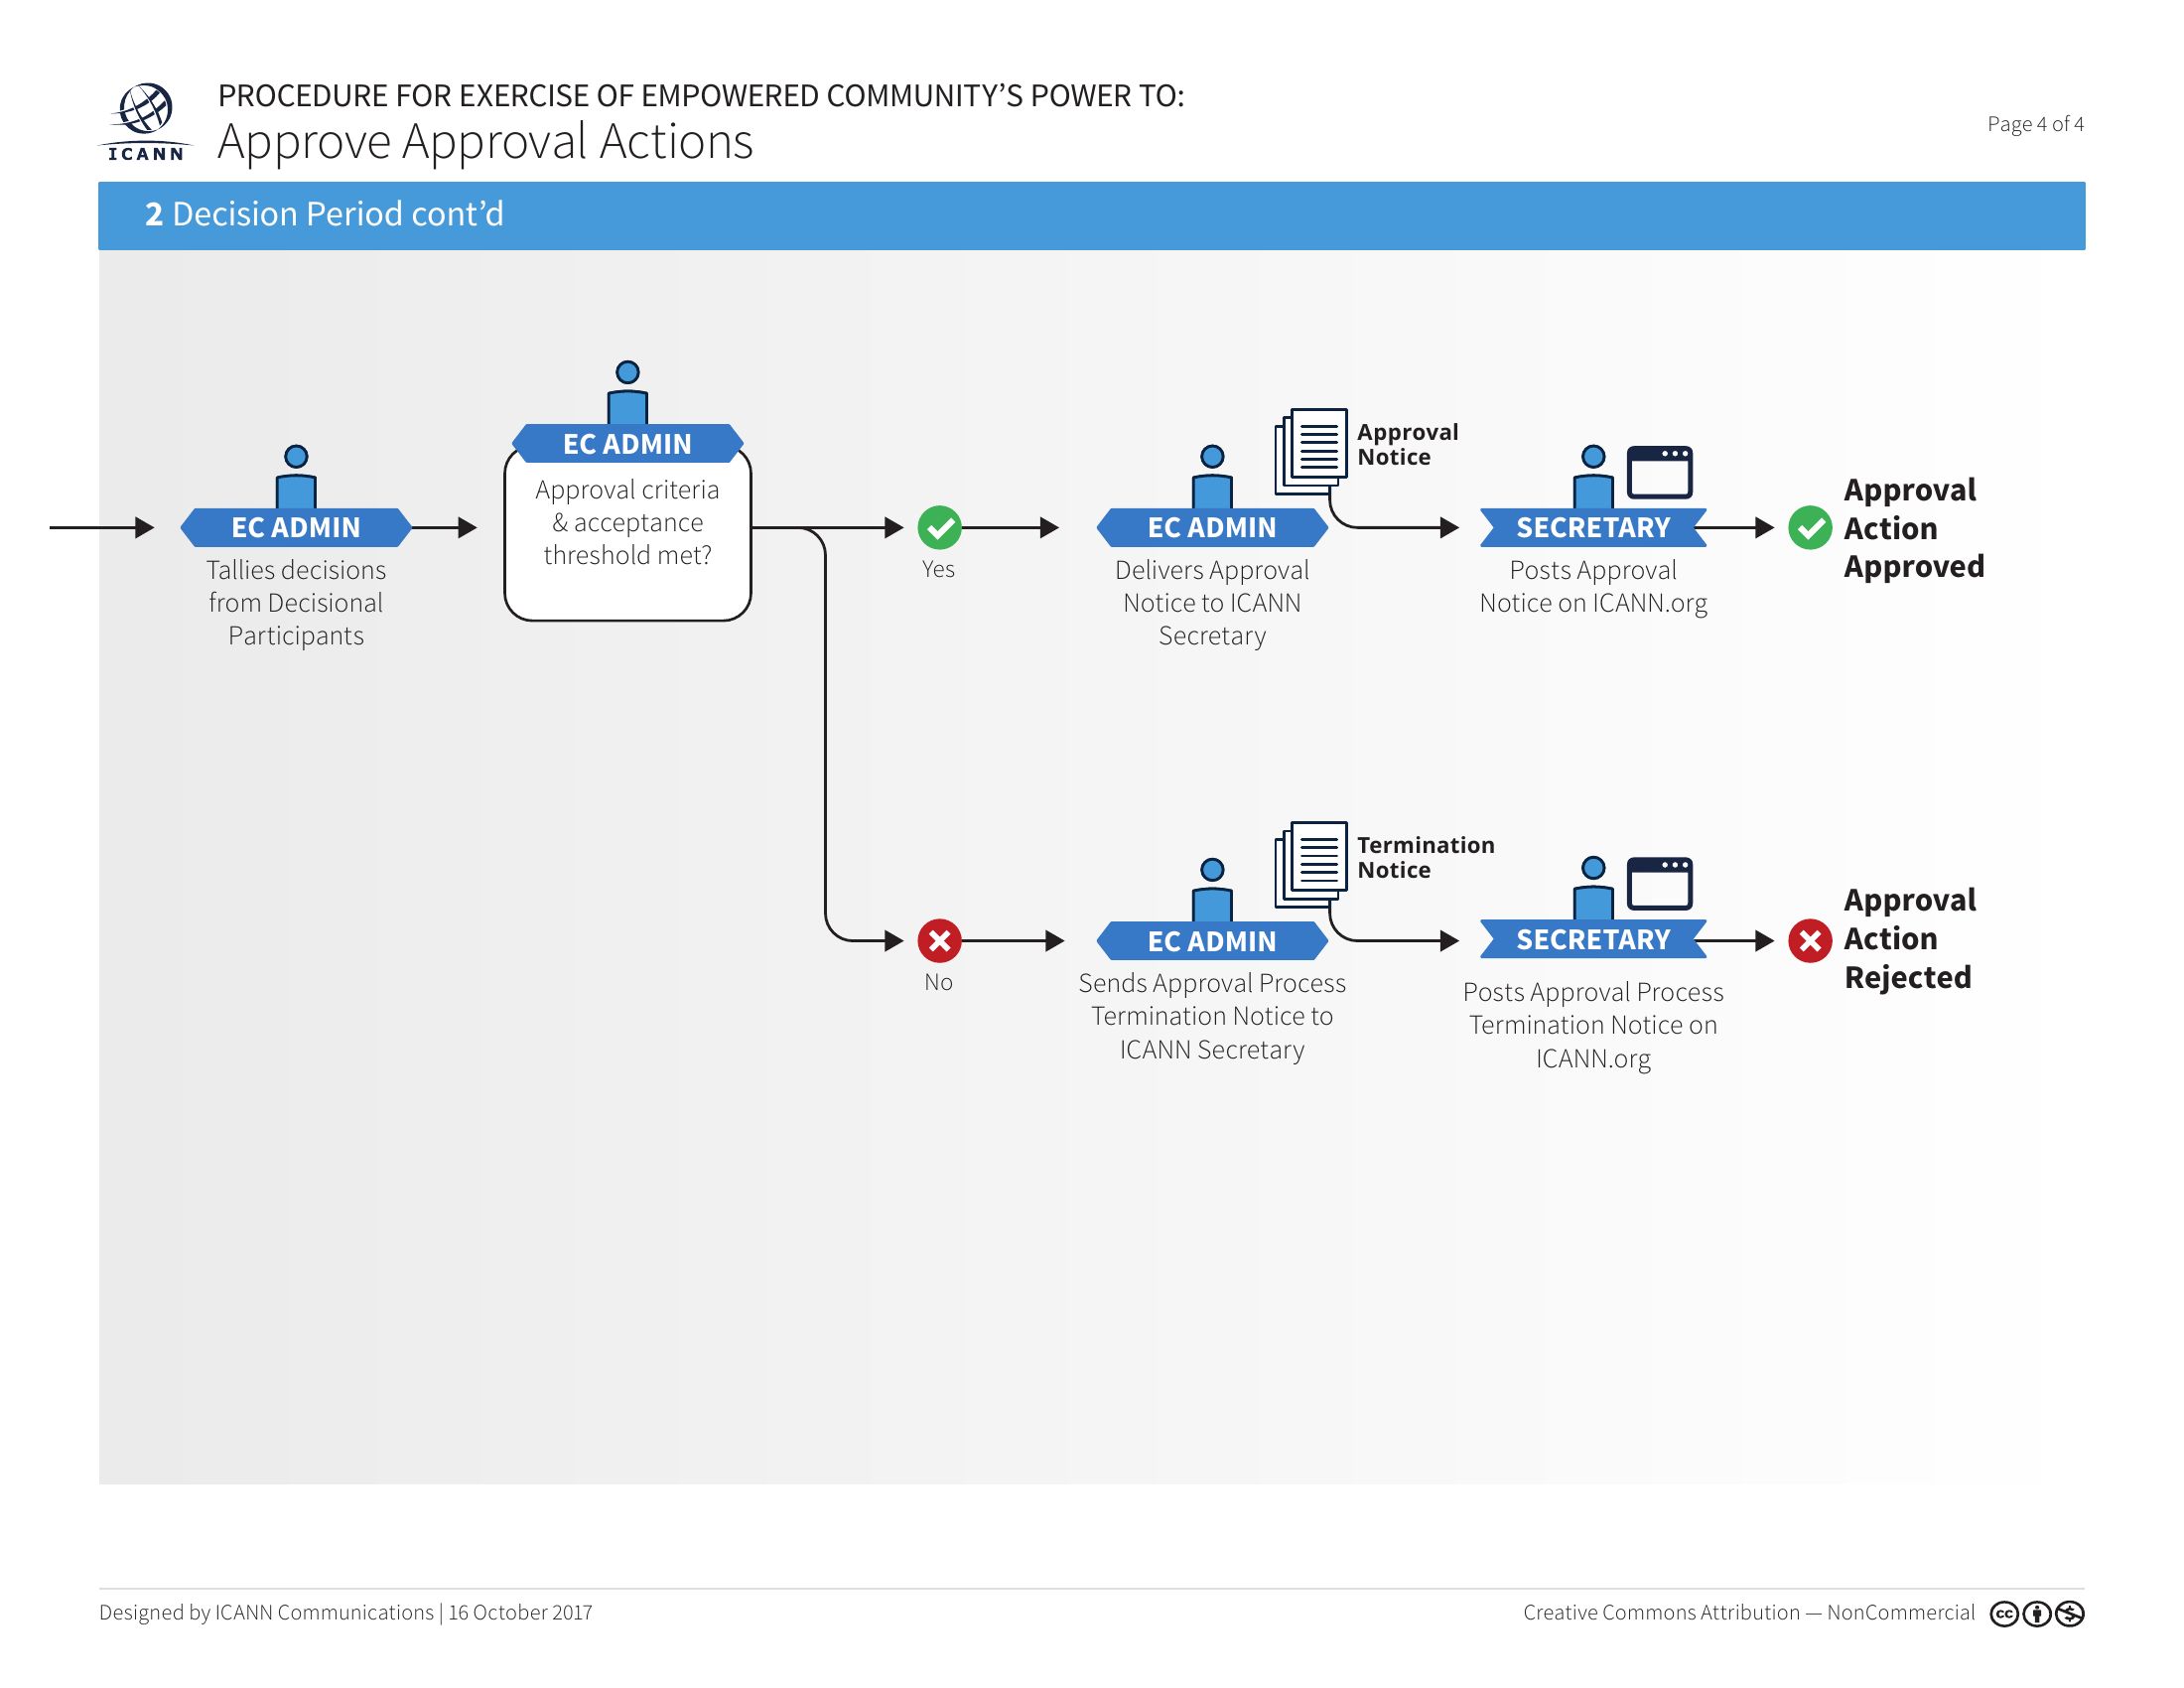 ICANN
PROCEDURE FOR EXERCISE OF EMPOWERED COMMUNITY’S POWER TO:
Approve Approval Actions
Page 4 of 4
2 Decision Period cont’d
EC ADMIN
Tallies decisions
from Decisional
Participants
EC ADMIN
Approval criteria
& acceptance
threshold met?
Yes
EC ADMIN
Delivers Approval
Notice to ICANN
Secretary
Approval
Notice
SECRETARY
Posts Approval
Notice on ICANN.org
Approval
Action
Approved
No
EC ADMIN
Sends Approval Process
Termination Notice to
ICANN Secretary
Termination
Notice
SECRETARY
Posts Approval Process
Termination Notice on
ICANN.org
Approval
Action
Rejected
Designed by ICANN Communications | 16 October 2017
Creative Commons Attribution — NonCommercial
cc